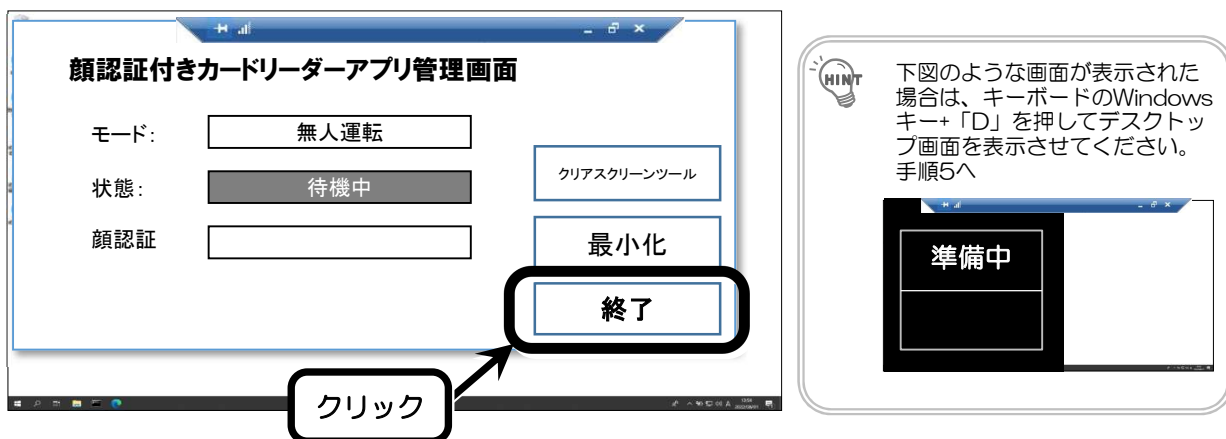 顔認証付きカードリーダーアプリ管理画面
モード:
無人運転
状態:
待機中
顔認証
クリアスクリーンツール
最小化
終了
クリック
HINT
下図のような画面が表示された
場合は、キーボードのWindows
キー+「D」を押してデスクトッ
プ画面を表示させてください。
手順5へ
準備中